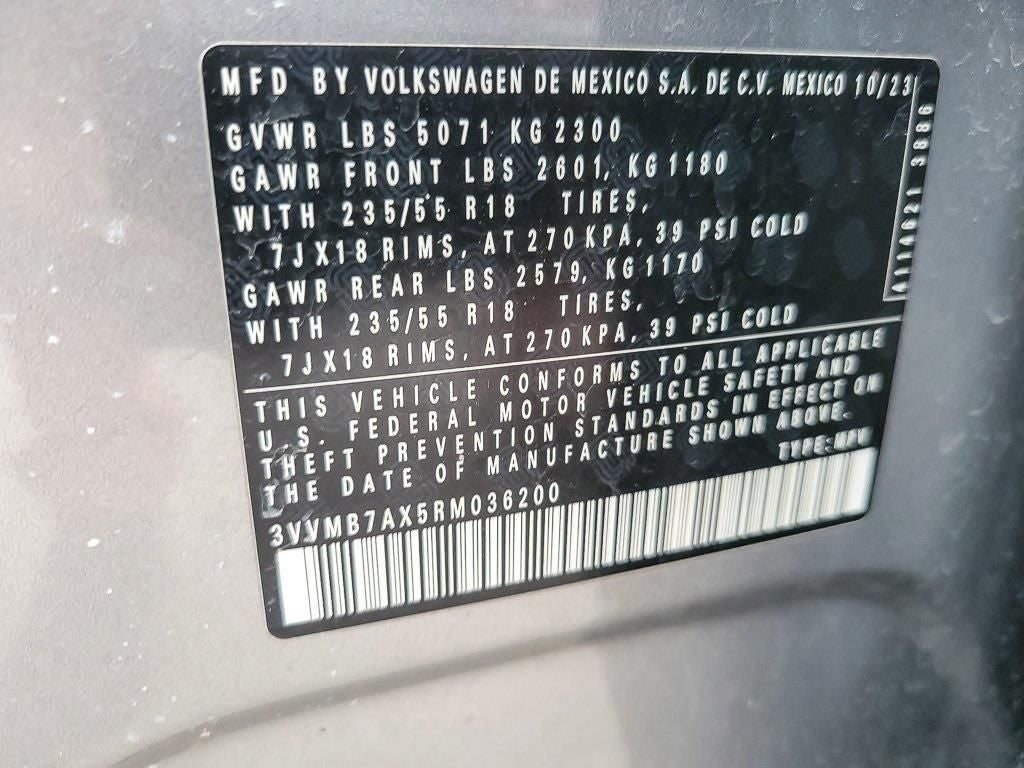 MFD BY VOLKSWAGEN DE MEXICO S.A. DE C.V. MEXICO 10/23
GVWR LBS 5071 KG 2300
GAWR FRONT LBS 2601, KG 1180
WITH 235/55 R18 TIRES,
7JX18 RIMS, AT 270 KPA, 39 PSI COLD
GAWR REAR LBS 2579, KG 1170
WITH 235/55 R18 TIRES,
7JX18 RIMS, AT 270 KPA, 39 PSI COLD
THIS VEHICLE CONFORMS TO ALL APPLICABLE
U.S. FEDERAL MOTOR VEHICLE SAFETY AND
THEFT PREVENTION STANDARDS IN EFFECT ON
THE DATE OF MANUFACTURE SHOWN ABOVE.
TYPE: MPV
3VVMB7AX5RM036200
3886